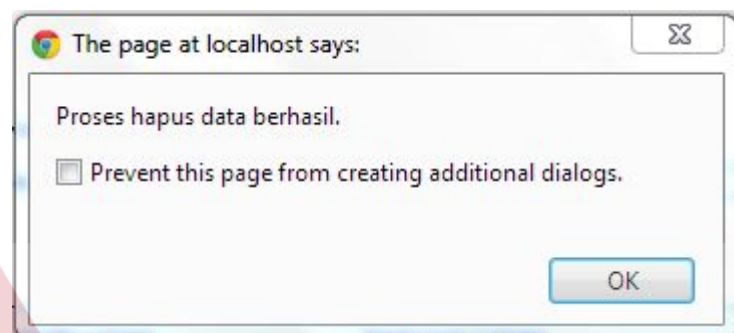 The page at localhost says:
Proses hapus data berhasil.
Prevent this page from creating additional dialogs.
OK